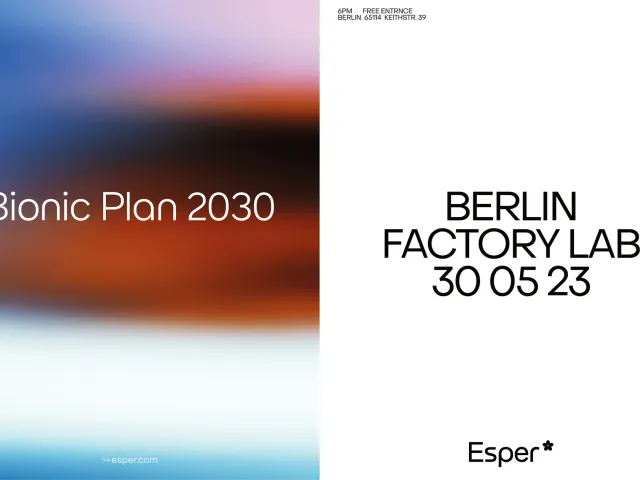 Bionic Plan 2030
↪esper.com
6PM FREE ENTRNCE
BERLIN 65114 KEITHSTR. 39
BERLIN
FACTORY LAB
30 05 23
Esper*